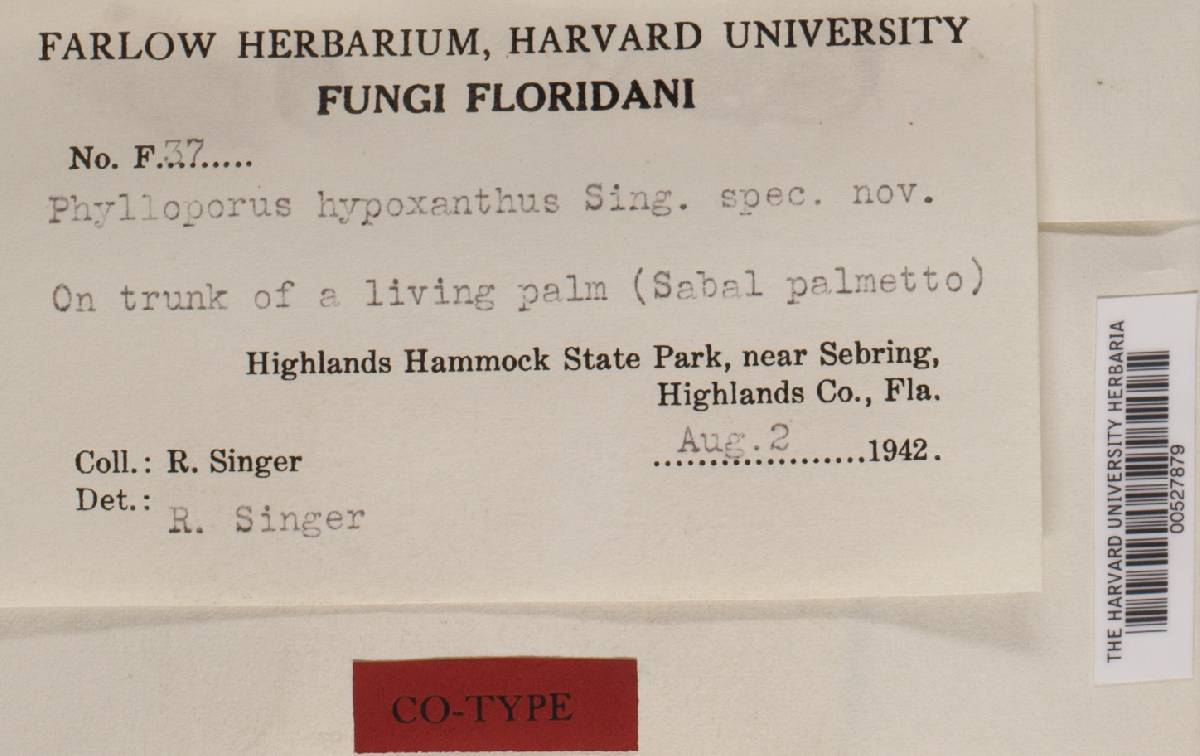 FARLOW HERBARIUM, HARVARD UNIVERSITY
FUNGI FLORIDANI
No. F.37.....
Phylloporus hypoxanthus Sing. spec. nov.
On trunk of a living palm (Sabal palmetto)
Highlands Hammock State Park, near Sebring,
Highlands Co., Fla.
Aug.2 1942.
Coll.: R. Singer
Det.: R. Singer
CO-TYPE
THE HARVARD UNIVERSITY HERBARIA
00527879